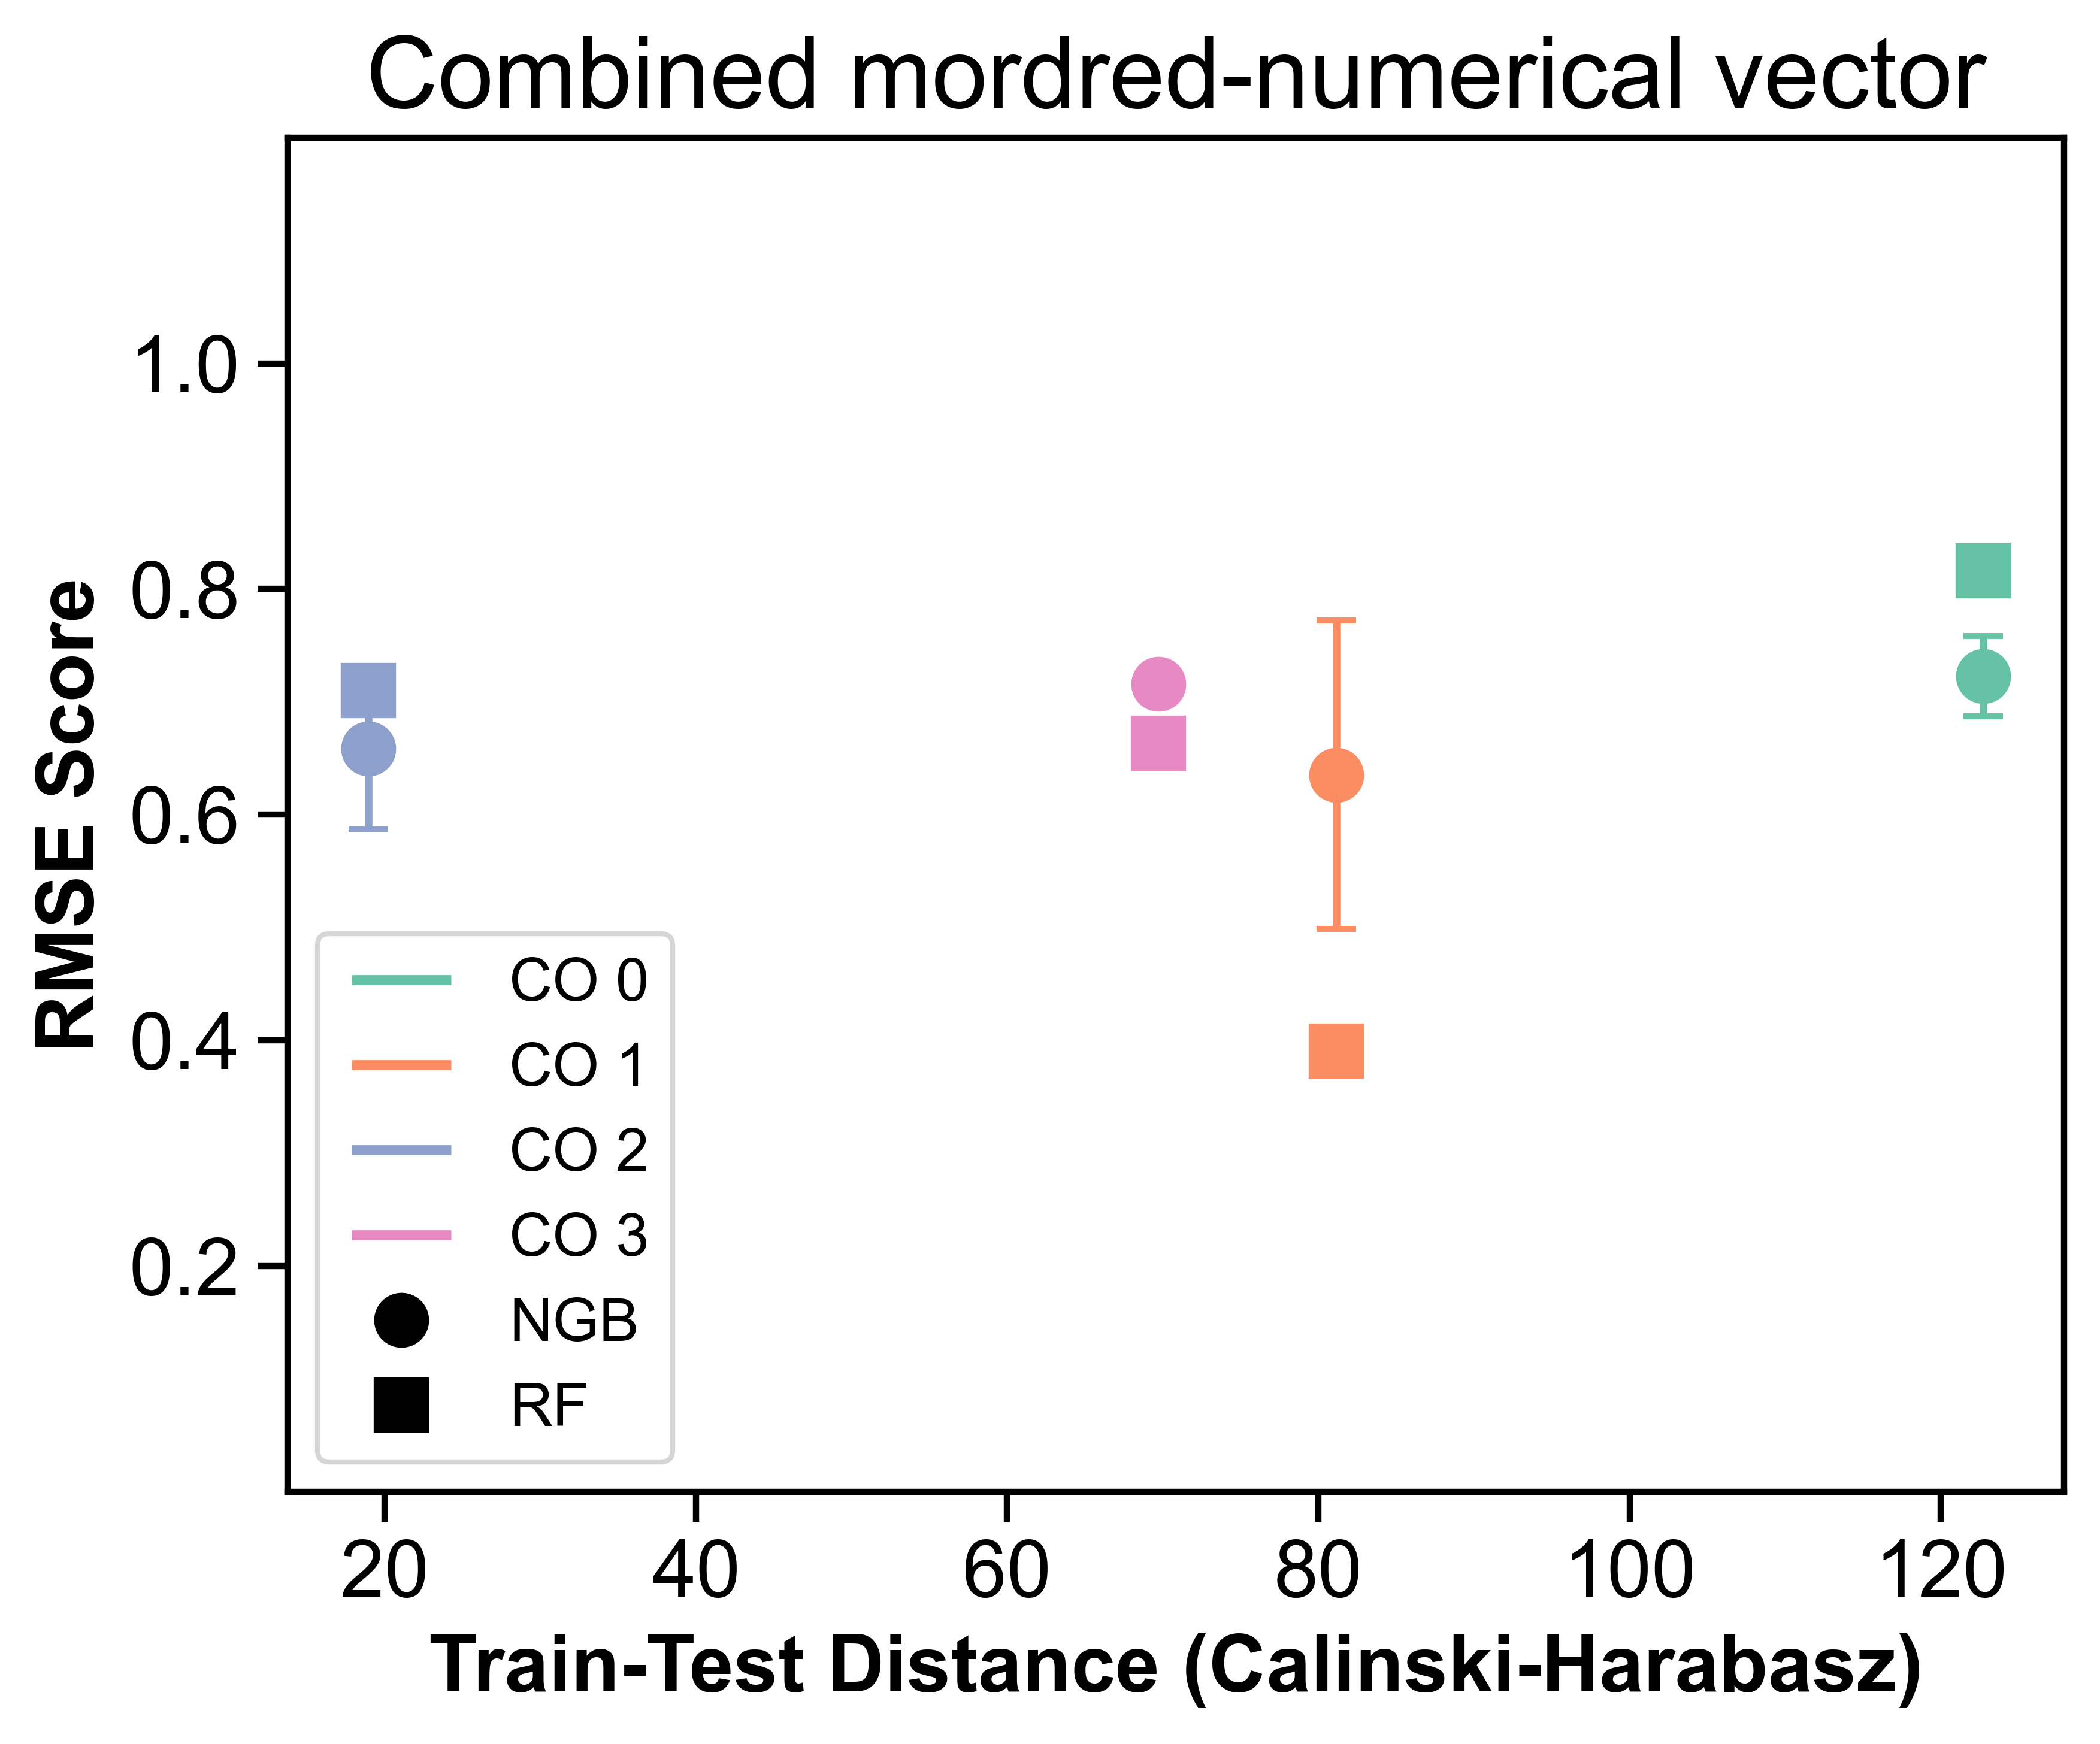 Combined mordred-numerical vector
RMSE Score
1.0
0.8
0.6
0.4
0.2
CO 0
CO 1
CO 2
CO 3
NGB
RF
20 40 60 80 100 120
Train-Test Distance (Calinski-Harabasz)